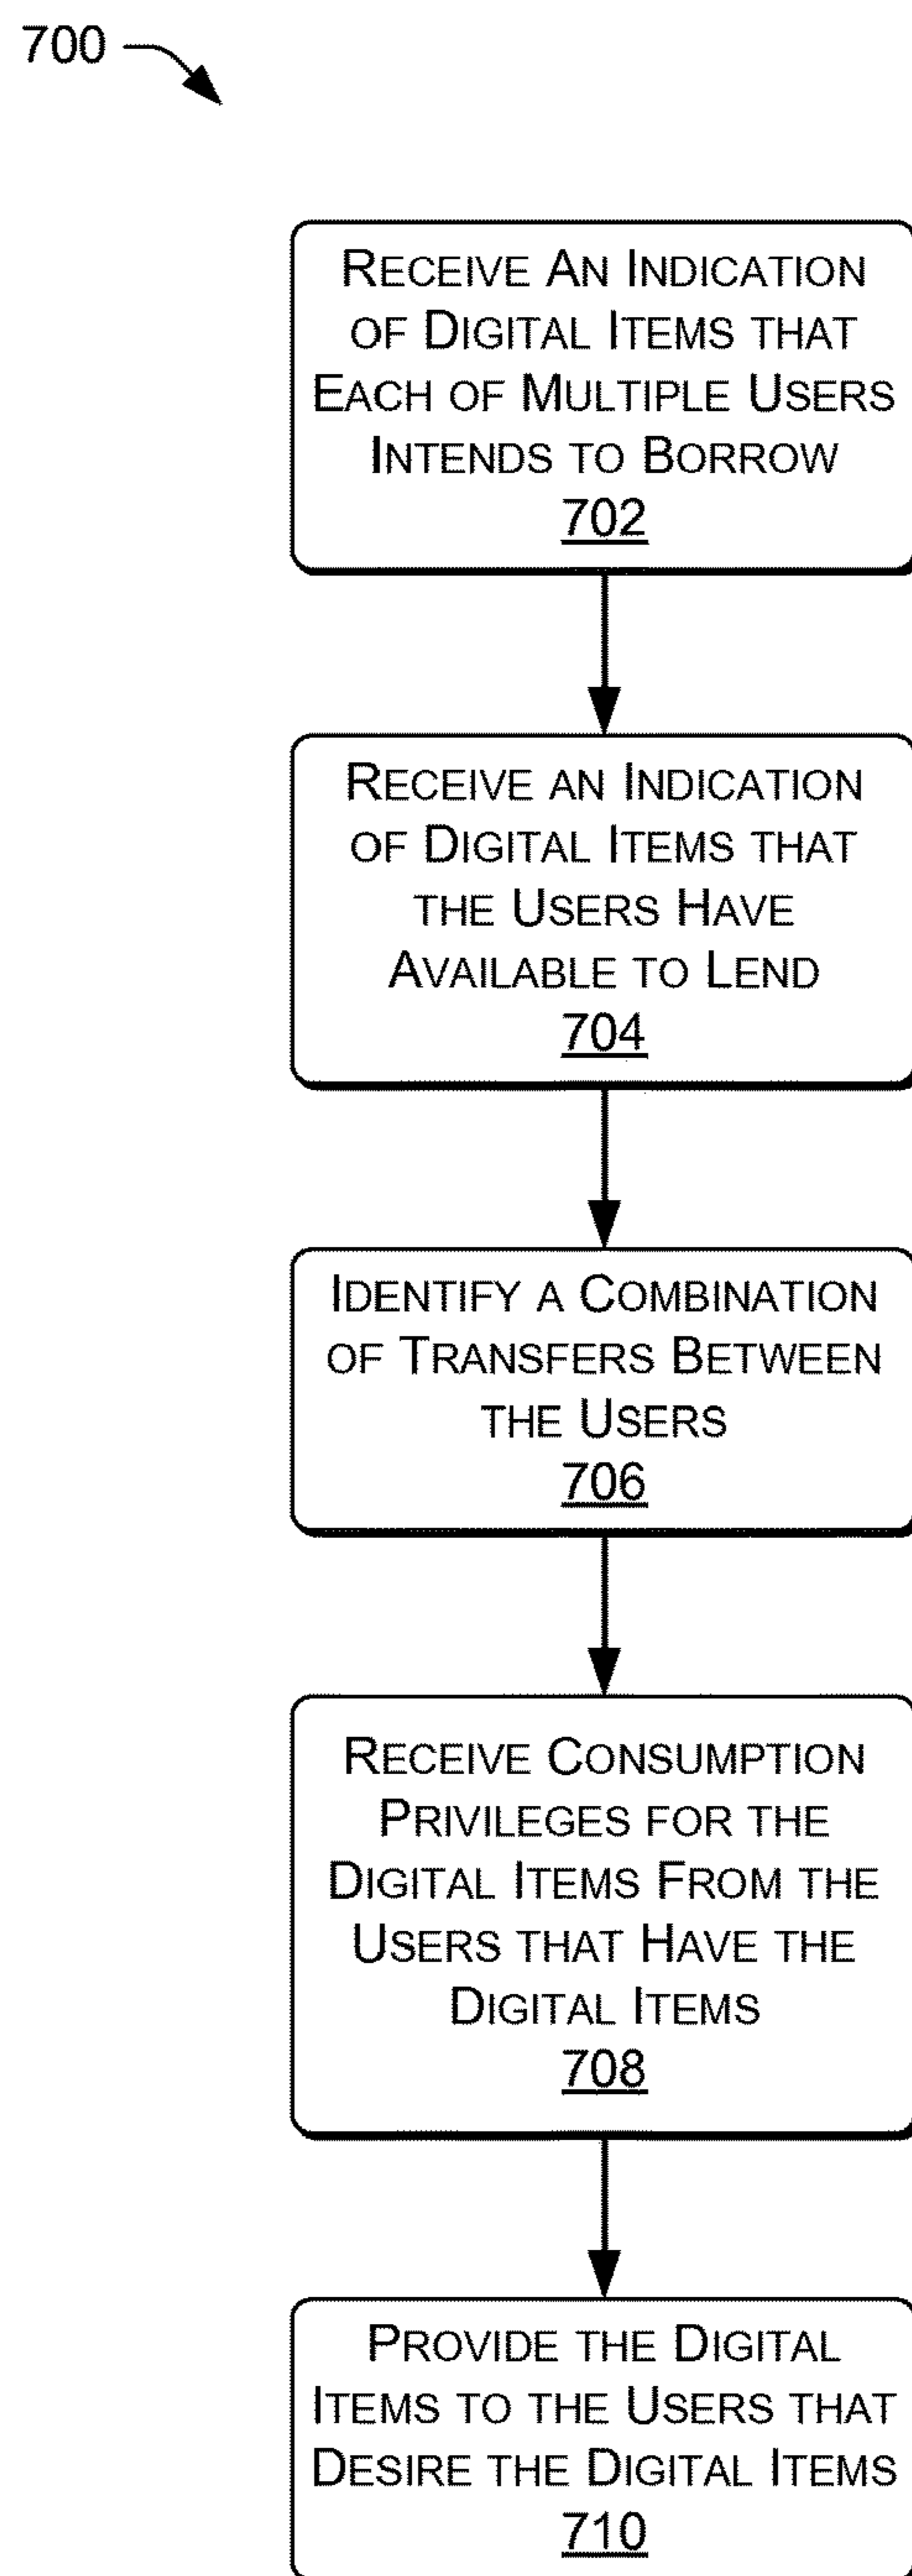 700
RECEIVE AN INDICATION
OF DIGITAL ITEMS THAT
EACH OF MULTIPLE USERS
INTENDS TO BORROW
702
RECEIVE AN INDICATION
OF DIGITAL ITEMS THAT
THE USERS HAVE
AVAILABLE TO LEND
704
IDENTIFY A COMBINATION
OF TRANSFERS BETWEEN
THE USERS
706
RECEIVE CONSUMPTION
PRIVILEGES FOR THE
DIGITAL ITEMS FROM THE
USERS THAT HAVE THE
DIGITAL ITEMS
708
PROVIDE THE DIGITAL
ITEMS TO THE USERS THAT
DESIRE THE DIGITAL ITEMS
710